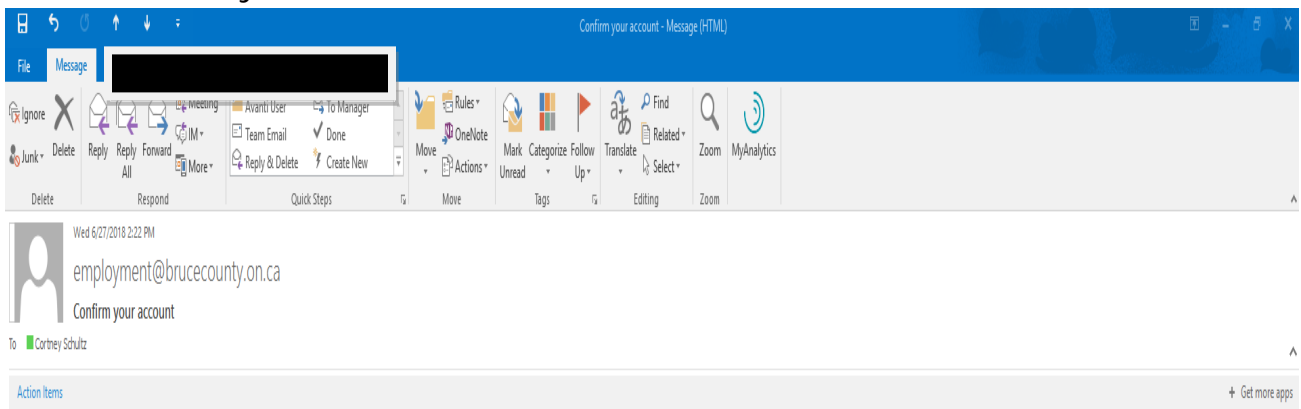 Confirm your account - Message (HTML)
File Message
Ignore
Junk
Delete
Reply
Reply All
Forward
Meeting
IM
More
Avanti User
To Manager
Team Email
Done
Reply & Delete
Create New
Move
Rules
OneNote
Actions
Mark Unread
Categorize
Follow Up
Translate
Find
Related
Select
Zoom
MyAnalytics
Delete Respond Quick Steps Move Tags Editing Zoom
Wed 6/27/2018 2:22 PM
employment@brucecounty.on.ca
Confirm your account
To Cortney Schultz
Action Items + Get more apps